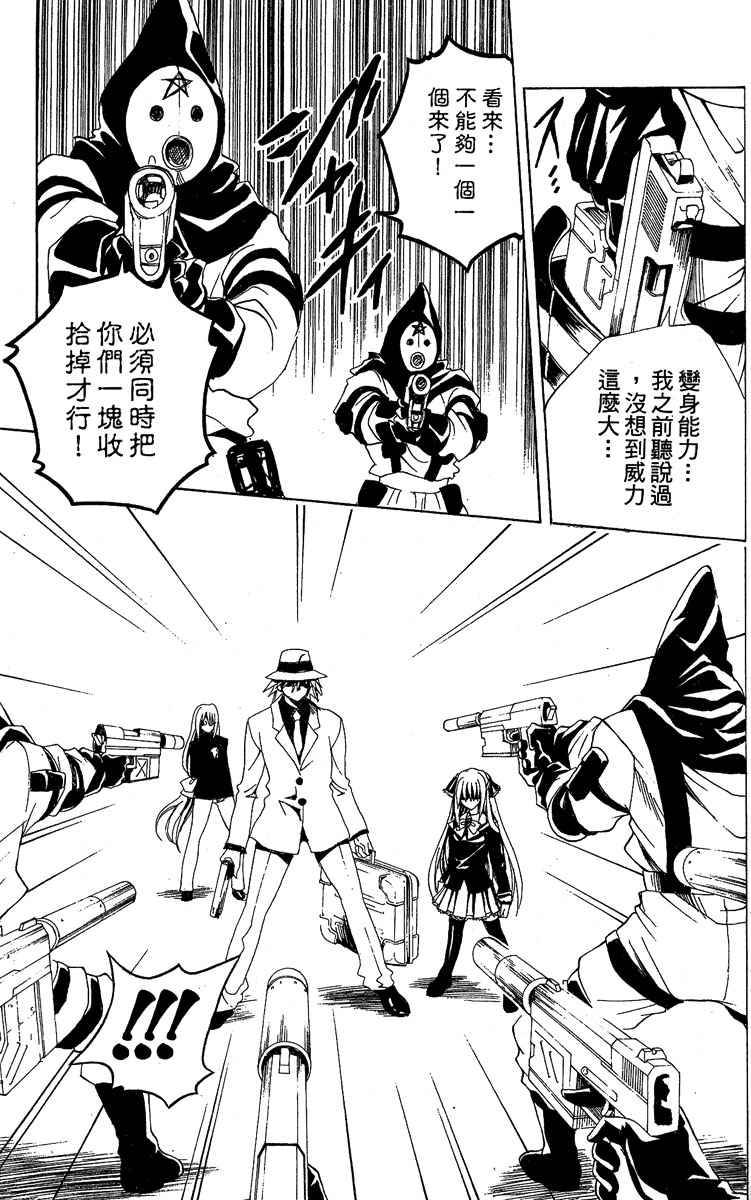 變身能力…
我之前聽說過
，沒想到威力
這麼大…
看來…
不能夠一個一
個來了！
必須同時把
你們一塊收
拾掉才行！
!!!